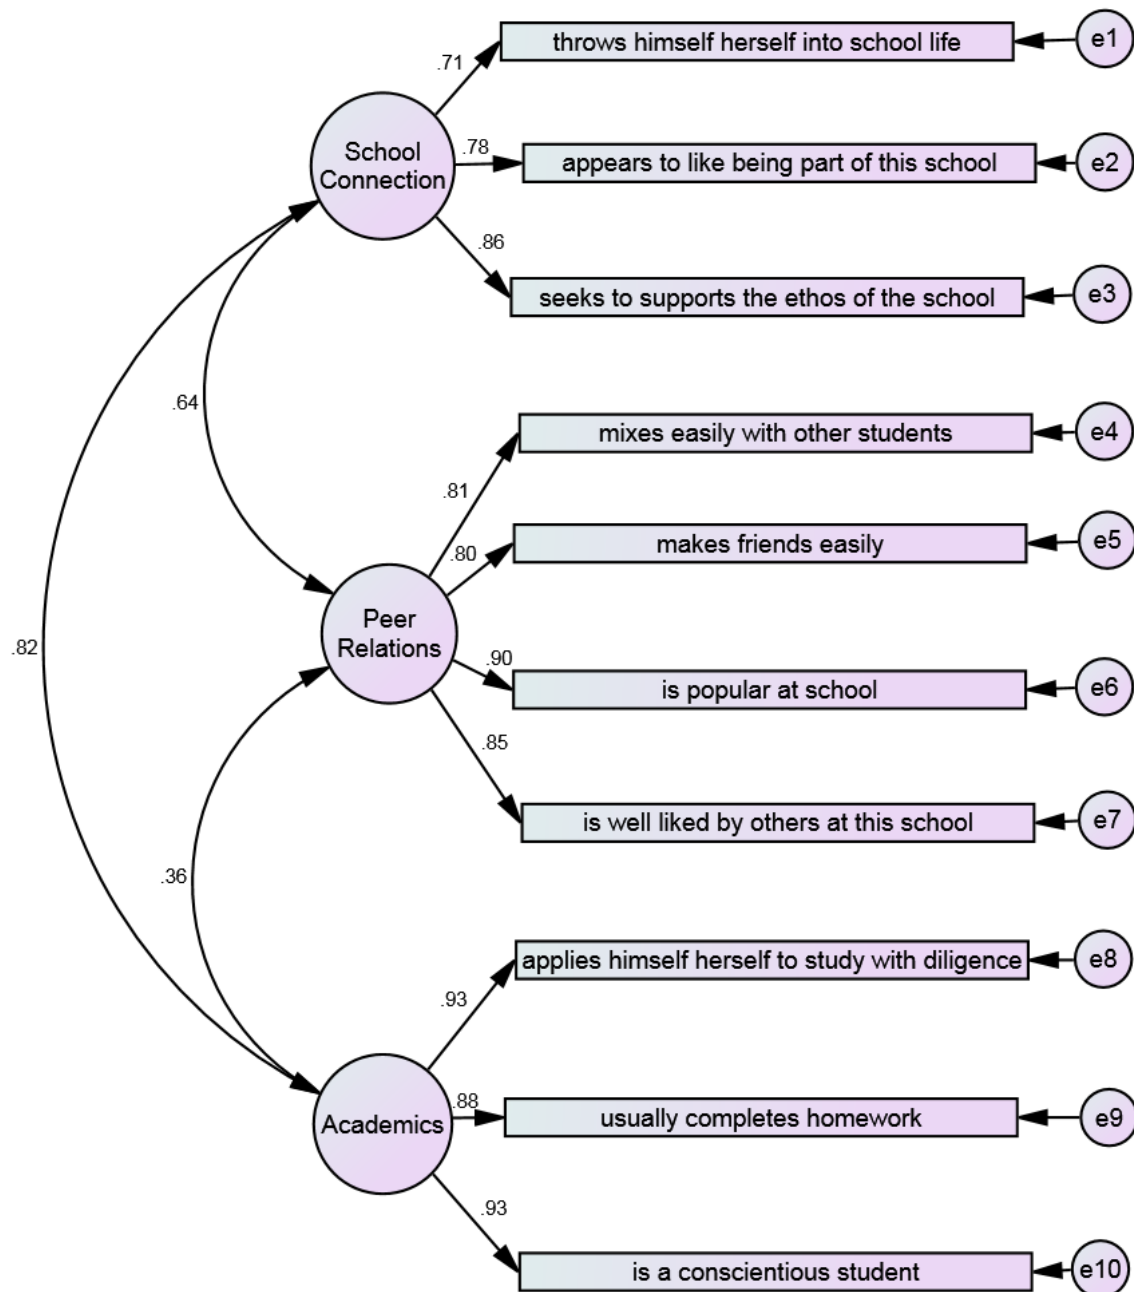 throws himself herself into school life
e1
.71
School
Connection
.78
appears to like being part of this school
e2
.86
seeks to supports the ethos of the school
e3
.64
mixes easily with other students
e4
.81
makes friends easily
e5
.80
Peer
Relations
.82
.90
is popular at school
e6
.85
is well liked by others at this school
e7
.36
applies himself herself to study with diligence
e8
.93
Academics
.88
usually completes homework
e9
.93
is a conscientious student
e10